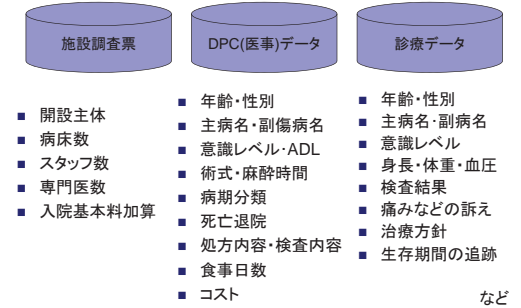 施設調査票
DPC(医事)データ
診療データ
■ 開設主体
■ 病床数
■ スタッフ数
■ 専門医数
■ 入院基本料加算
■ 年齢・性別
■ 主病名・副傷病名
■ 意識レベル・ADL
■ 術式・麻酔時間
■ 病期分類
■ 死亡退院
■ 処方内容・検査内容
■ 食事日数
■ コスト
■ 年齢・性別
■ 主病名・副病名
■ 意識レベル
■ 身長・体重・血圧
■ 検査結果
■ 痛みなどの訴え
■ 治療方針
■ 生存期間の追跡
など